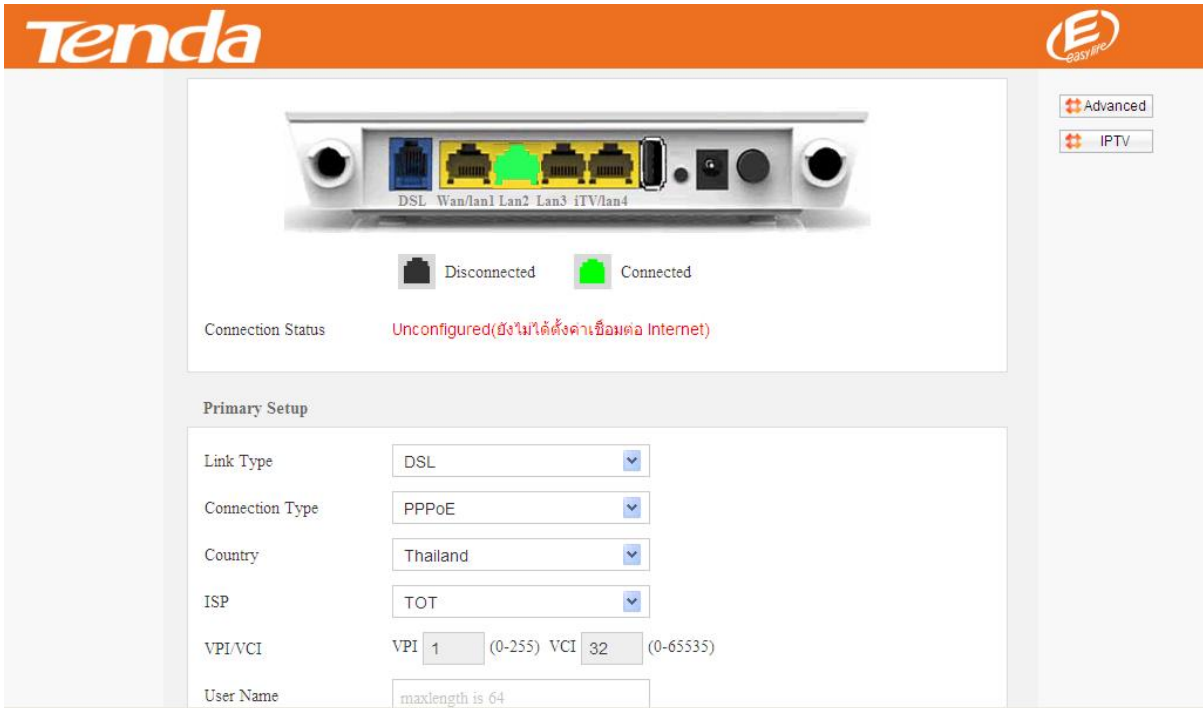 Tenda
Easy life
Advanced
IPTV
DSL Wan/lan1 Lan2 Lan3 iTV/lan4
Disconnected Connected
Connection Status Unconfigured(ยังไม่ได้ตั้งค่าเชื่อมต่อ Internet)
Primary Setup
Link Type DSL
Connection Type PPPoE
Country Thailand
ISP TOT
VPI/VCI VPI 1 (0-255) VCI 32 (0-65535)
User Name maxlength is 64